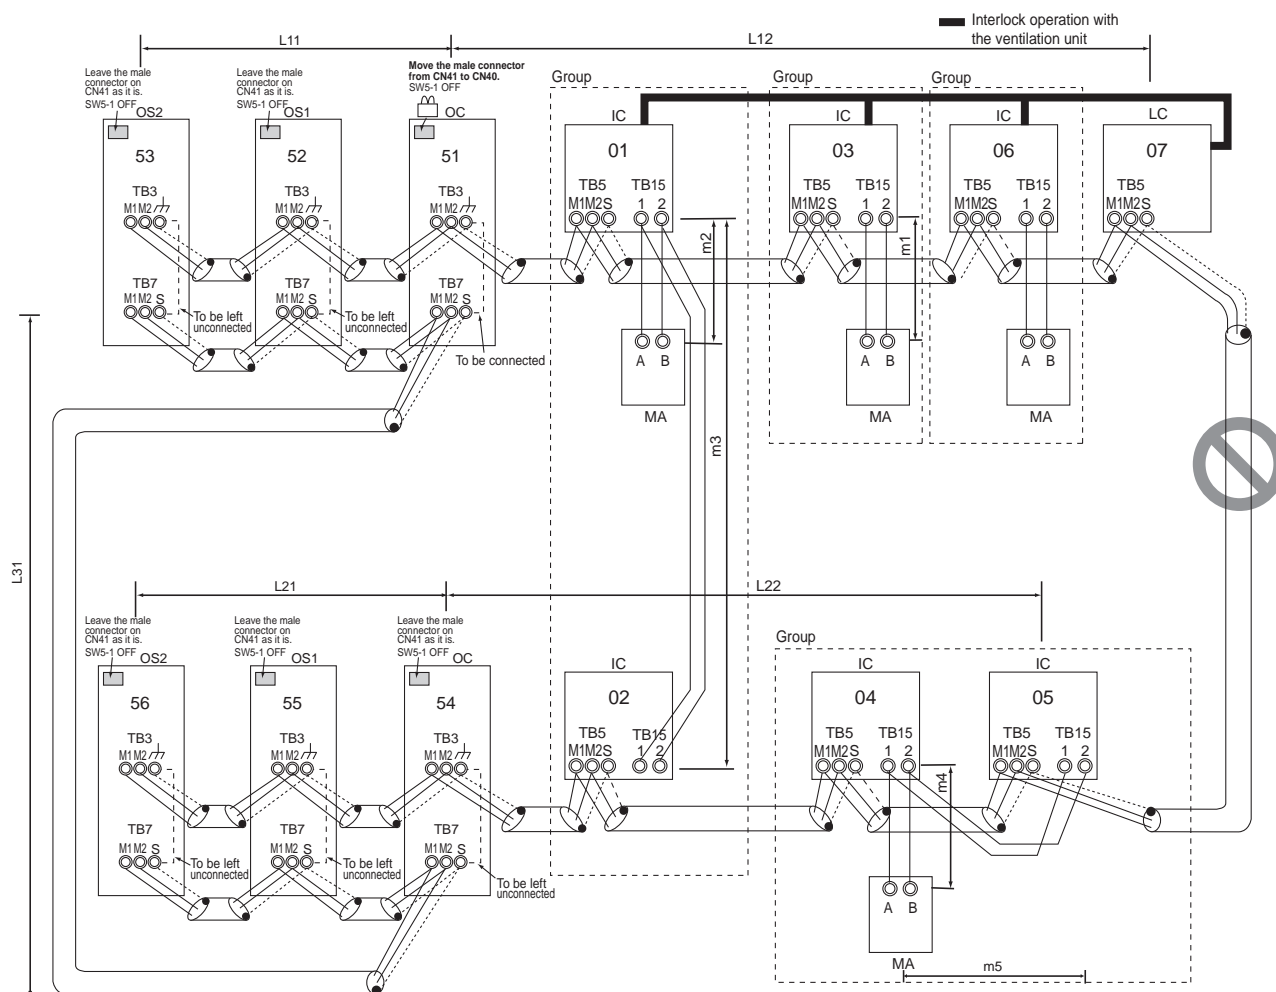 Interlock operation with
the ventilation unit
L11
L12
Leave the male
connector on
CN41 as it is.
SW5-1 OFF
OS2
53
TB3
M1 M2
TB7
M1 M2 S
To be left
unconnected
Leave the male
connector on
CN41 as it is.
SW5-1 OFF
OS1
52
TB3
M1 M2
TB7
M1 M2 S
To be left
unconnected
Move the male connector
from CN41 to CN40.
SW5-1 OFF
OC
51
TB3
M1 M2
TB7
M1 M2 S
To be connected
Group
IC
01
TB5
M1 M2 S
TB15
1 2
A B
MA
m2
m3
Group
IC
03
TB5
M1 M2 S
TB15
1 2
A B
MA
m1
Group
IC
06
TB5
M1 M2 S
TB15
1 2
A B
MA
LC
07
TB5
M1 M2 S
L31
L21
L22
Leave the male
connector on
CN41 as it is.
SW5-1 OFF
OS2
56
TB3
M1 M2
TB7
M1 M2 S
To be left
unconnected
Leave the male
connector on
CN41 as it is.
SW5-1 OFF
OS1
55
TB3
M1 M2
TB7
M1 M2 S
To be left
unconnected
Leave the male
connector on
CN41 as it is.
SW5-1 OFF
OC
54
TB3
M1 M2
TB7
M1 M2 S
To be left
unconnected
IC
02
TB5
M1 M2 S
TB15
1 2
Group
IC
04
TB5
M1 M2 S
TB15
1 2
A B
MA
m4
IC
05
TB5
M1 M2 S
TB15
1 2
m5